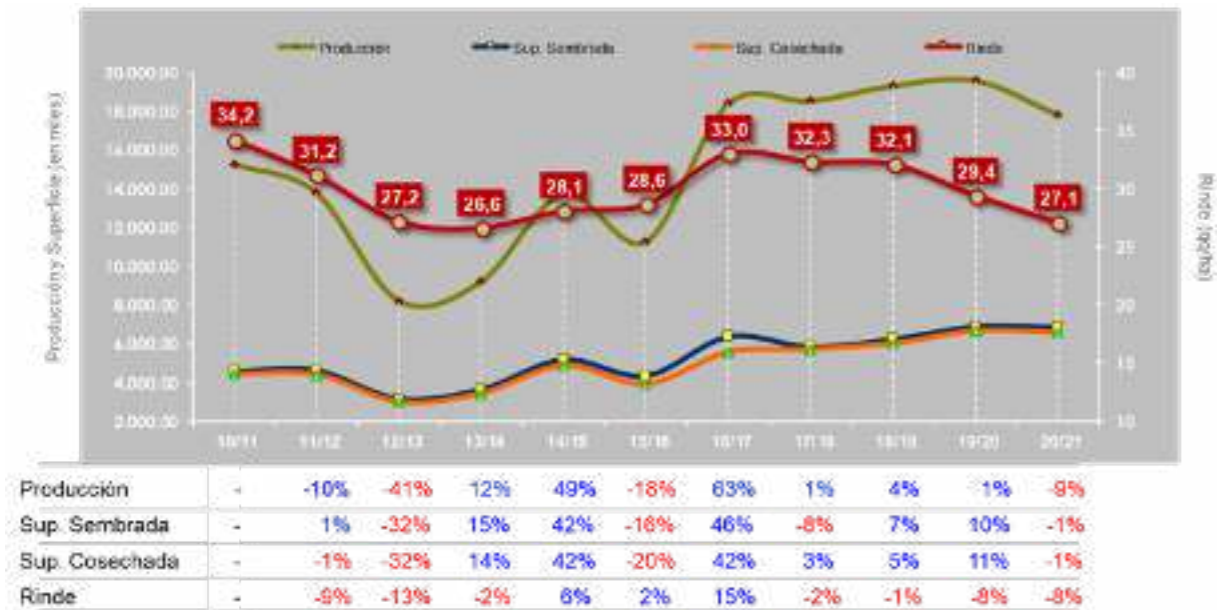 Producción Sup. Sembrada Sup. Cosechada Rinde
Producción y Superficie (en miles)
20.000,00
18.000,00
16.000,00
14.000,00
12.000,00
10.000,00
8.000,00
6.000,00
4.000,00
2.000,00
34,2 31,2 27,2 26,6 28,1 28,6 33,0 32,3 32,1 29,4 27,1
40
35
30
25
20
15
10
Rinde (qq/ha)
10/11 11/12 12/13 13/14 14/15 15/16 16/17 17/18 18/19 19/20 20/21
Producción - -10% -41% 12% 49% -18% 63% 1% 4% 1% -9%
Sup. Sembrada - 1% -32% 15% 42% -16% 46% -8% 7% 10% -1%
Sup. Cosechada - -1% -32% 14% 42% -20% 42% 3% 5% 11% -1%
Rinde - -9% -13% -2% 6% 2% 15% -2% -1% -8% -8%